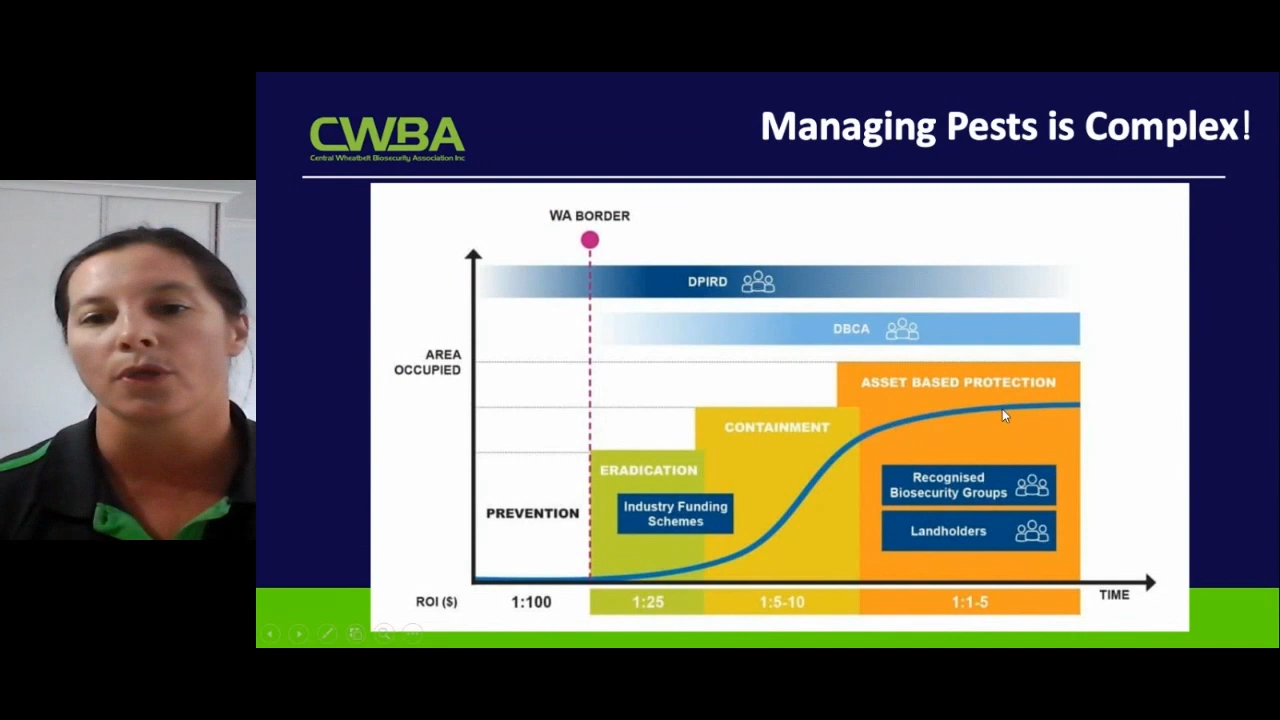 CWBA
Central Wheatbelt Biosecurity Association Inc
Managing Pests is Complex!
WA BORDER
DPIRD
DBCA
AREA
OCCUPIED
ASSET BASED PROTECTION
CONTAINMENT
ERADICATION
PREVENTION
Industry Funding
Schemes
Recognised
Biosecurity Groups
Landholders
TIME
ROI ($)
1:100
1:25
1:5-10
1:1-5